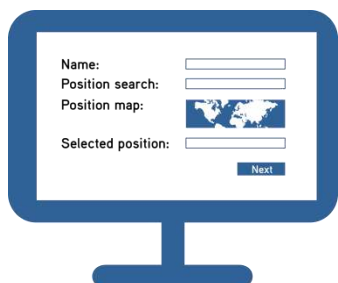 Name:
Position search:
Position map:
Selected position:
Next